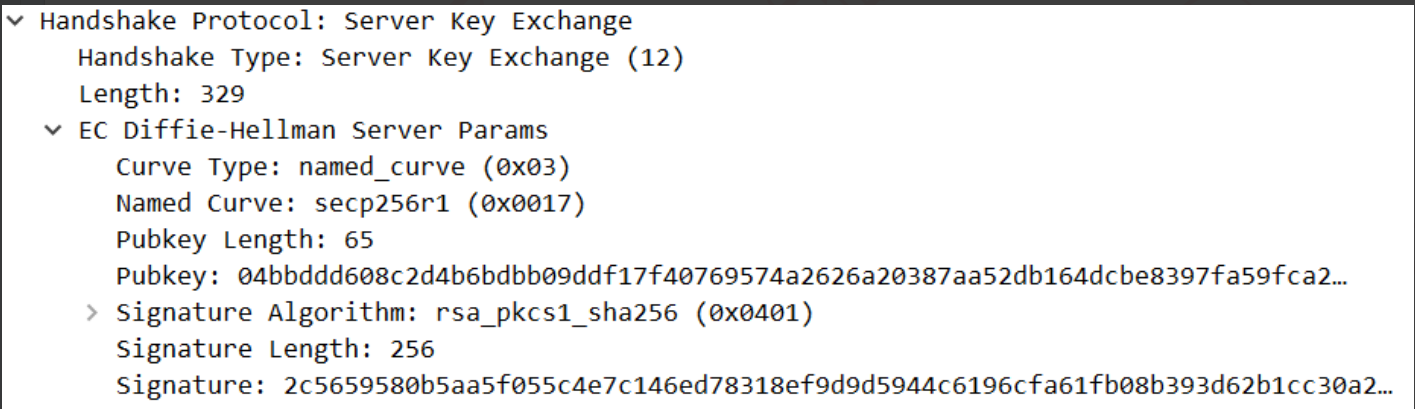 Handshake Protocol: Server Key Exchange
Handshake Type: Server Key Exchange (12)
Length: 329
EC Diffie-Hellman Server Params
Curve Type: named_curve (0x03)
Named Curve: secp256r1 (0x0017)
Pubkey Length: 65
Pubkey: 04bbddd608c2d4b6bdbb09ddf17f40769574a2626a20387aa52db164dcbe8397fa59fca2…
Signature Algorithm: rsa_pkcs1_sha256 (0x0401)
Signature Length: 256
Signature: 2c5659580b5aa5f055c4e7c146ed78318ef9d9d5944c6196cfa61fb08b393d62b1cc30a2…